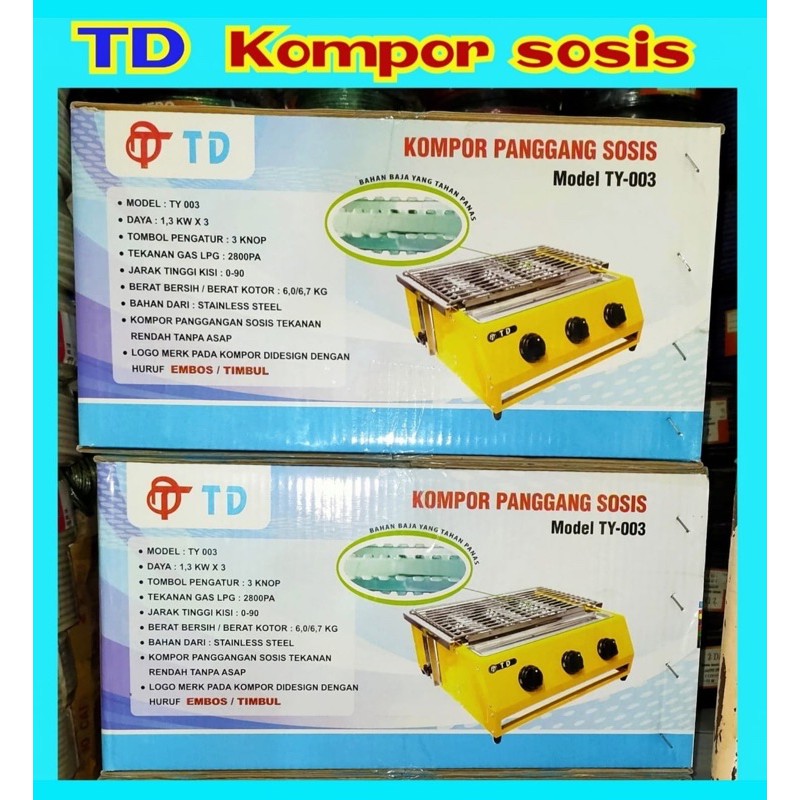 TD Kompor sosis
TD
KOMPOR PANGGANG SOSIS
Model TY-003
BAHAN BAJA YANG TAHAN PANAS
• MODEL : TY 003
• DAYA : 1,3 KW X 3
• TOMBOL PENGATUR : 3 KNOP
• TEKANAN GAS LPG : 2800PA
• JARAK TINGGI KISI : 0-90
• BERAT BERSIH / BERAT KOTOR : 6,0/6,7 KG
• BAHAN DARI : STAINLESS STEEL
• KOMPOR PANGGANGAN SOSIS TEKANAN
RENDAH TANPA ASAP
• LOGO MERK PADA KOMPOR DIDESIGN DENGAN
HURUF EMBOS / TIMBUL
TD
TD
KOMPOR PANGGANG SOSIS
Model TY-003
BAHAN BAJA YANG TAHAN PANAS
• MODEL : TY 003
• DAYA : 1,3 KW X 3
• TOMBOL PENGATUR : 3 KNOP
• TEKANAN GAS LPG : 2800PA
• JARAK TINGGI KISI : 0-90
• BERAT BERSIH / BERAT KOTOR : 6,0/6,7 KG
• BAHAN DARI : STAINLESS STEEL
• KOMPOR PANGGANGAN SOSIS TEKANAN
RENDAH TANPA ASAP
• LOGO MERK PADA KOMPOR DIDESIGN DENGAN
HURUF EMBOS / TIMBUL
TD